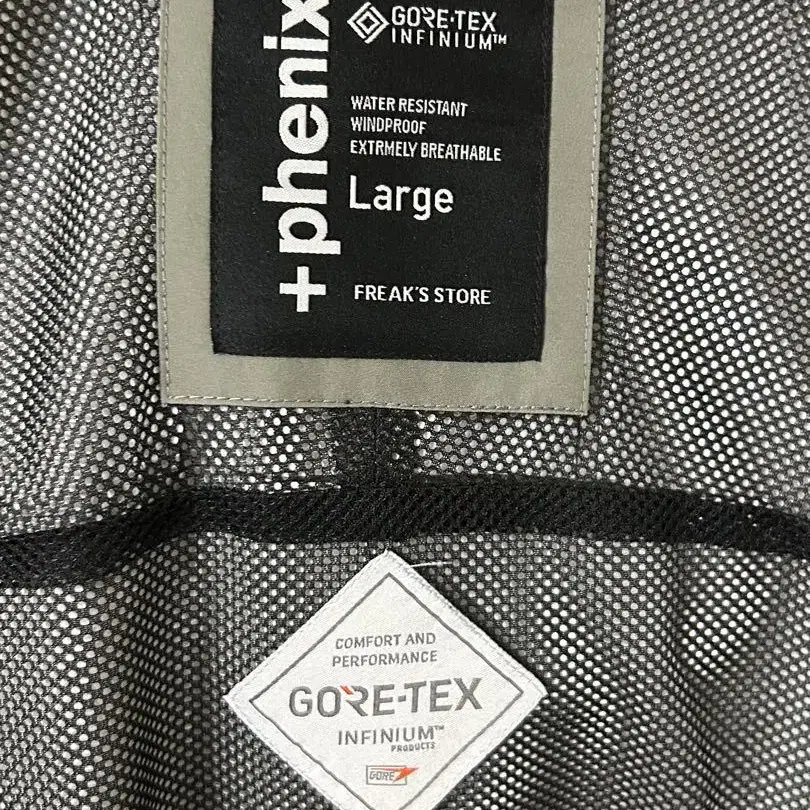 +phenix
GORE-TEX
INFINIUM™
WATER RESISTANT
WINDPROOF
EXTRMELY BREATHABLE
Large
FREAK'S STORE
COMFORT AND
PERFORMANCE
GORE-TEX
INFINIUM™
PRODUCTS
GORE